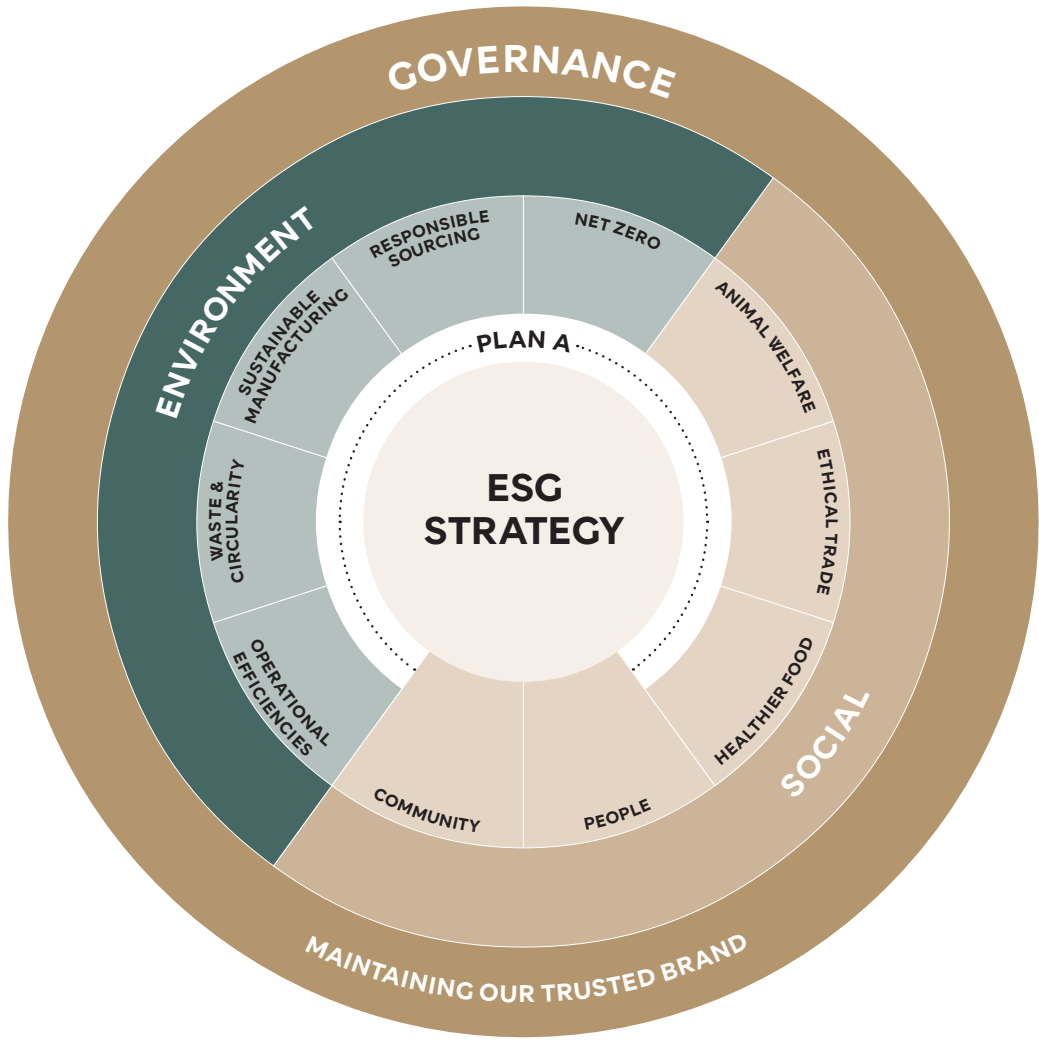 GOVERNANCE
ENVIRONMENT
RESPONSIBLE
SOURCING
NET ZERO
SUSTAINABLE
MANUFACTURING
ANIMAL WELFARE
PLAN A
WASTE &
CIRCULARITY
ESG
STRATEGY
ETHICAL TRADE
OPERATIONAL
EFFICIENCIES
HEALTHIER FOOD
SOCIAL
COMMUNITY
PEOPLE
MAINTAINING OUR TRUSTED BRAND